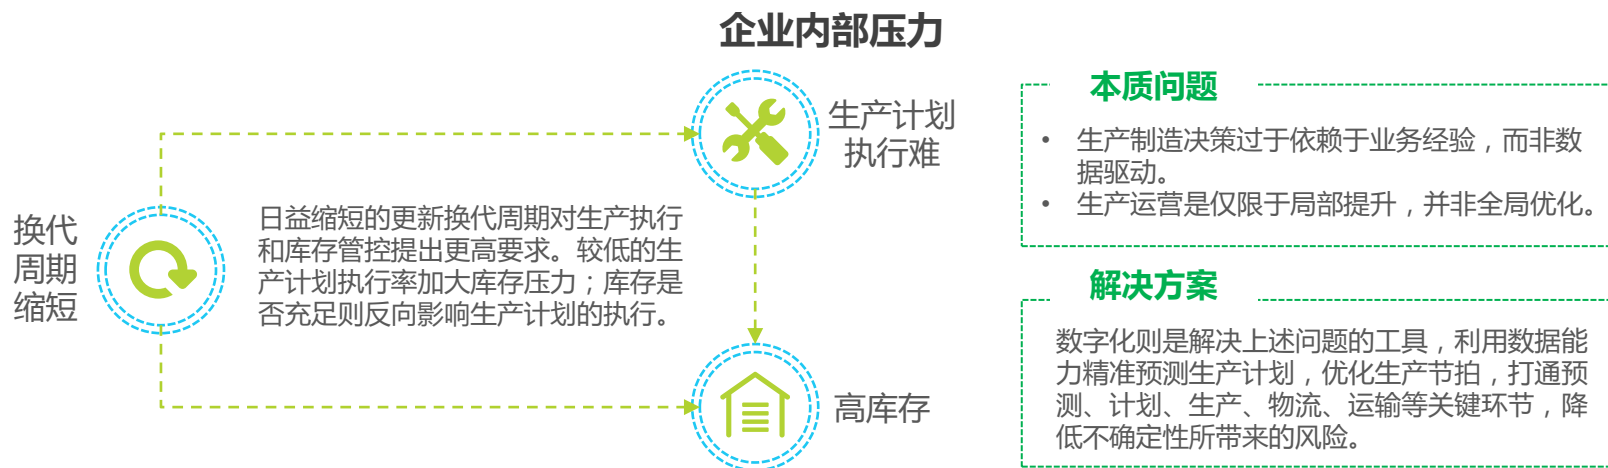 企业内部压力
换代
周期
缩短
日益缩短的更新换代周期对生产执行
和库存管控提出更高要求。较低的生
产计划执行率加大库存压力；库存是
否充足则反向影响生产计划的执行。
生产计划
执行难
高库存
本质问题
• 生产制造决策过于依赖于业务经验，而非数
据驱动。
• 生产运营是仅限于局部提升，并非全局优化。
解决方案
数字化则是解决上述问题的工具，利用数据能
力精准预测生产计划，优化生产节拍，打通预
测、计划、生产、物流、运输等关键环节，降
低不确定性所带来的风险。